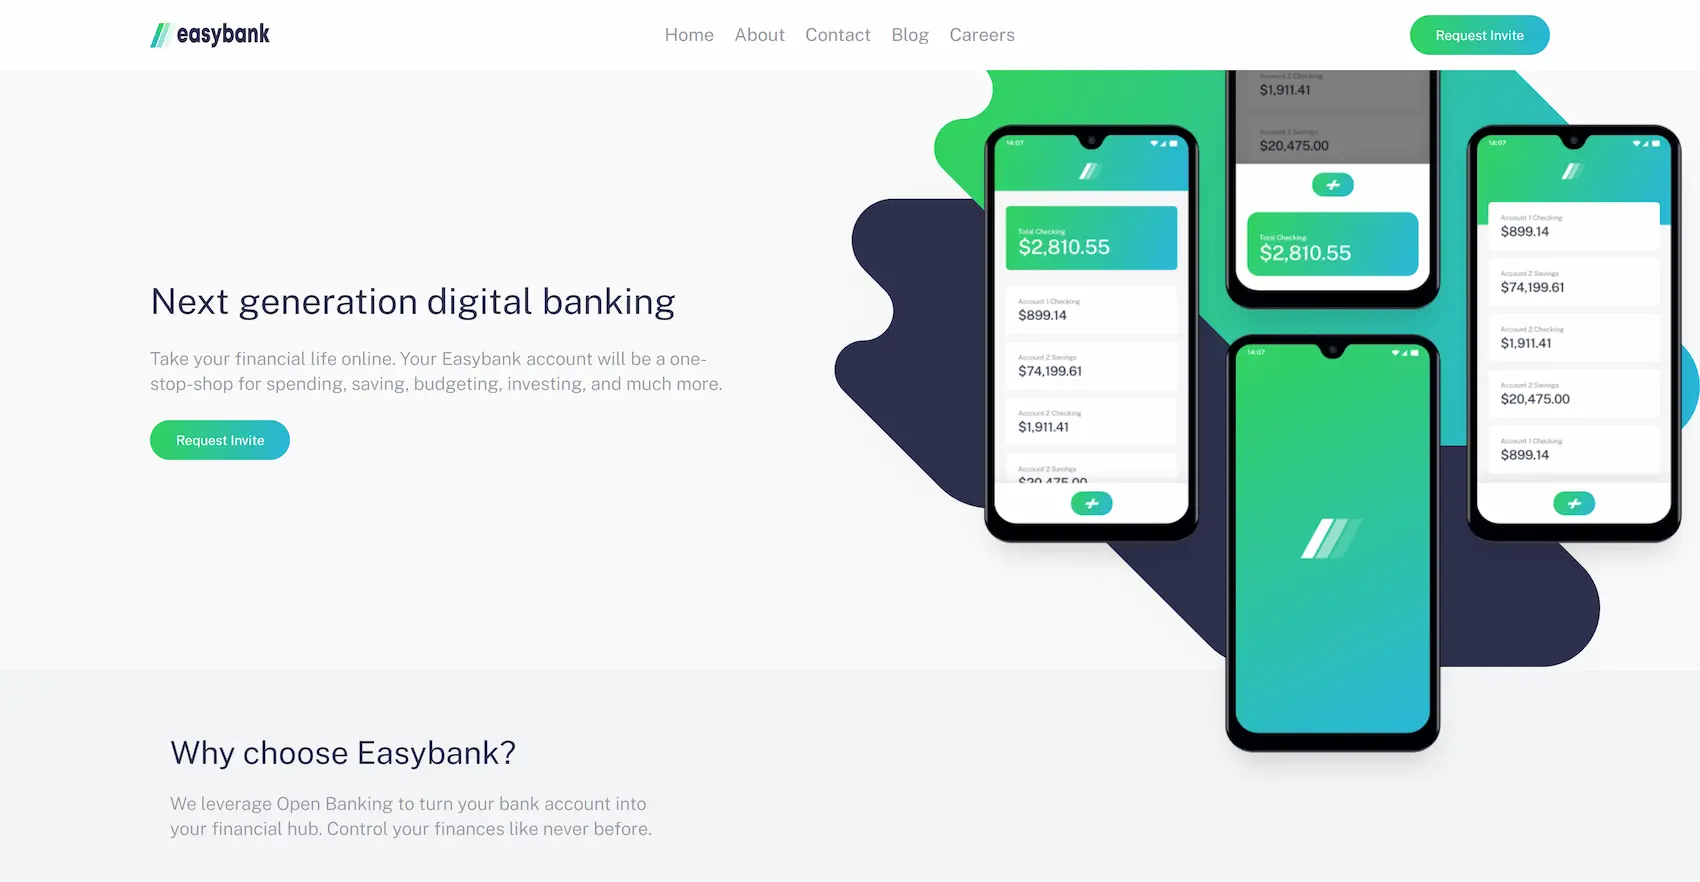 easybank
Home About Contact Blog Careers
Request Invite
Next generation digital banking
Take your financial life online. Your Easybank account will be a one-
stop-shop for spending, saving, budgeting, investing, and much more.
Request Invite
14:07
Total Checking
$2,810.55
Account 1 Checking
$899.14
Account 2 Savings
$74,199.61
Account 2 Checking
$1,911.41
Account 2 Savings
$20,475.00
Account 2 Checking
$1,911.41
Account 2 Savings
$20,475.00
Total Checking
$2,810.55
14:07
14:07
Account 1 Checking
$899.14
Account 2 Savings
$74,199.61
Account 2 Checking
$1,911.41
Account 2 Savings
$20,475.00
Account 1 Checking
$899.14
Why choose Easybank?
We leverage Open Banking to turn your bank account into
your financial hub. Control your finances like never before.